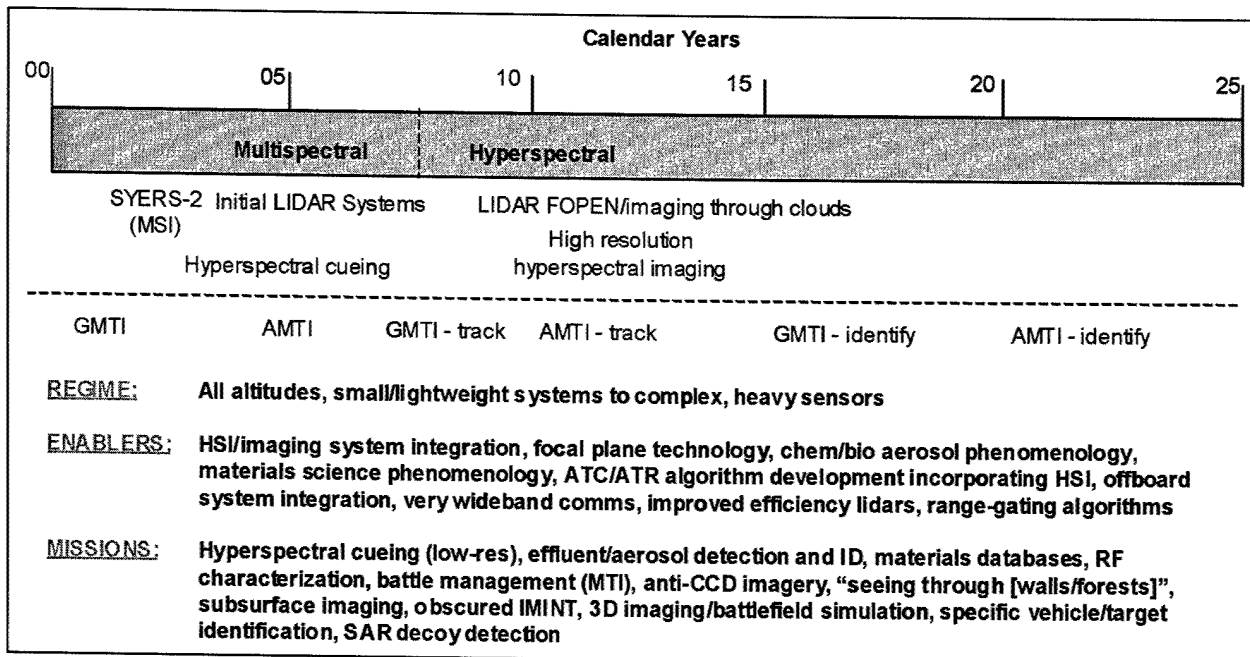 Calendar Years
00 05 10 15 20 25
Multispectral Hyperspectral
SYERS-2 Initial LIDAR Systems LIDAR FOPEN/imaging through clouds
(MSI) High resolution
Hyperspectral cueing hyperspectral imaging
GMTI AMTI GMTI - track AMTI - track GMTI - identify AMTI - identify
REGIME: All altitudes, small/lightweight systems to complex, heavy sensors
ENABLERS: HSI/imaging system integration, focal plane technology, chem/bio aerosol phenomenology,
materials science phenomenology, ATC/ATR algorithm development incorporating HSI, offboard
system integration, very wideband comms, improved efficiency lidars, range-gating algorithms
MISSIONS: Hyperspectral cueing (low-res), effluent/aerosol detection and ID, materials databases, RF
characterization, battle management (MTI), anti-CCD imagery, “seeing through [walls/forests]”,
subsurface imaging, obscured IMINT, 3D imaging/battlefield simulation, specific vehicle/target
identification, SAR decoy detection